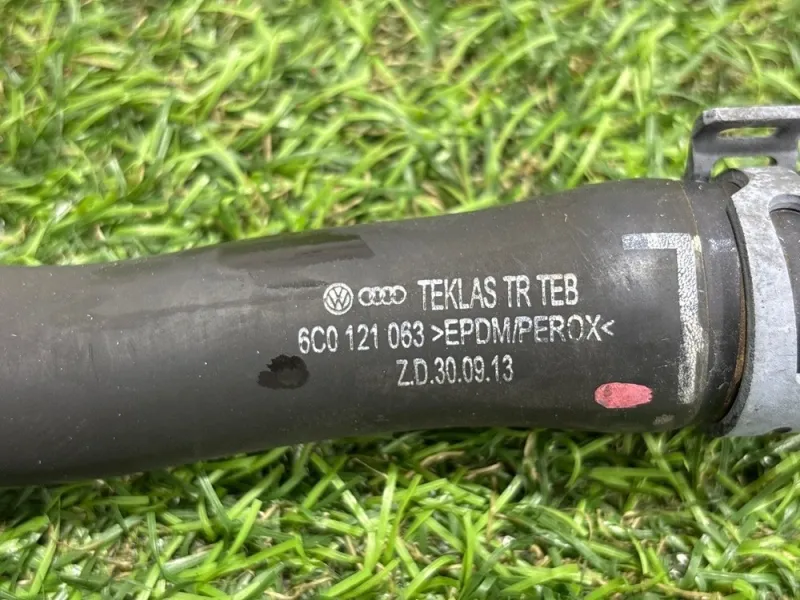 TEKLAS TR TEB
6C0 121 063 >EPDM/PEROX<
Z.D.30.09.13